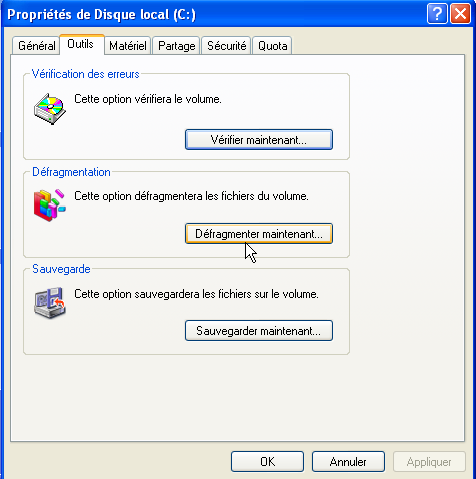 Propriétés de Disque local (C:)
Général Outils Matériel Partage Sécurité Quota
Vérification des erreurs
Cette option vérifiera le volume.
Vérifier maintenant...
Défragmentation
Cette option défragmentera les fichiers du volume.
Défragmenter maintenant...
Sauvegarde
Cette option sauvegardera les fichiers sur le volume.
Sauvegarder maintenant...
OK Annuler Appliquer